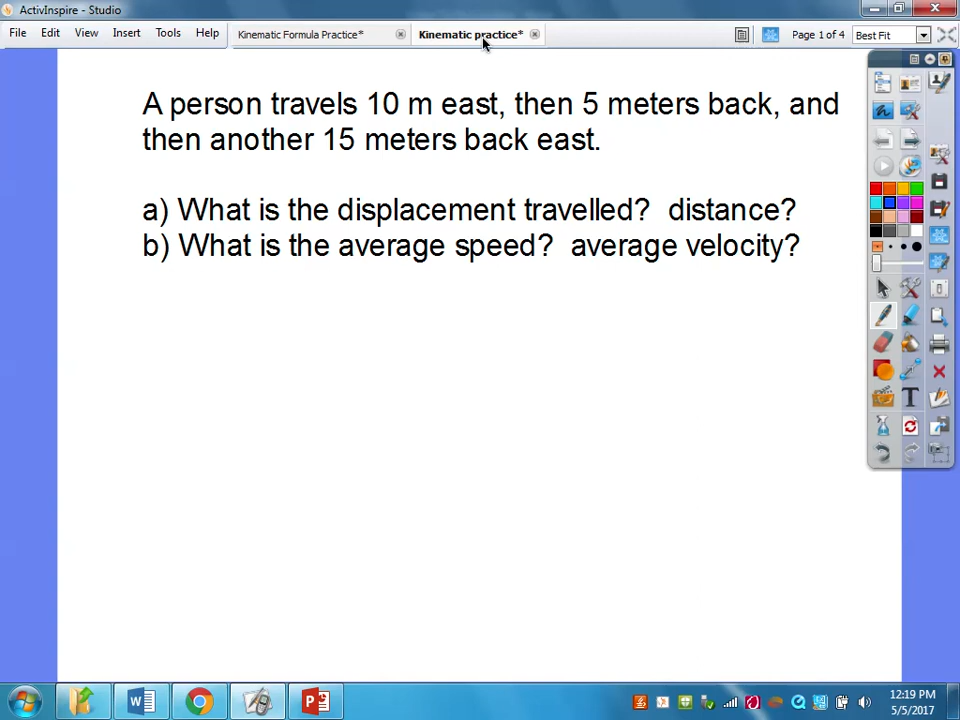 ActivInspire - Studio
File Edit View Insert Tools Help
Kinematic Formula Practice*
Kinematic practice*
Page 1 of 4
Best Fit
A person travels 10 m east, then 5 meters back, and
then another 15 meters back east.
a) What is the displacement travelled? distance?
b) What is the average speed? average velocity?
T
W
P
12:19 PM
5/5/2017